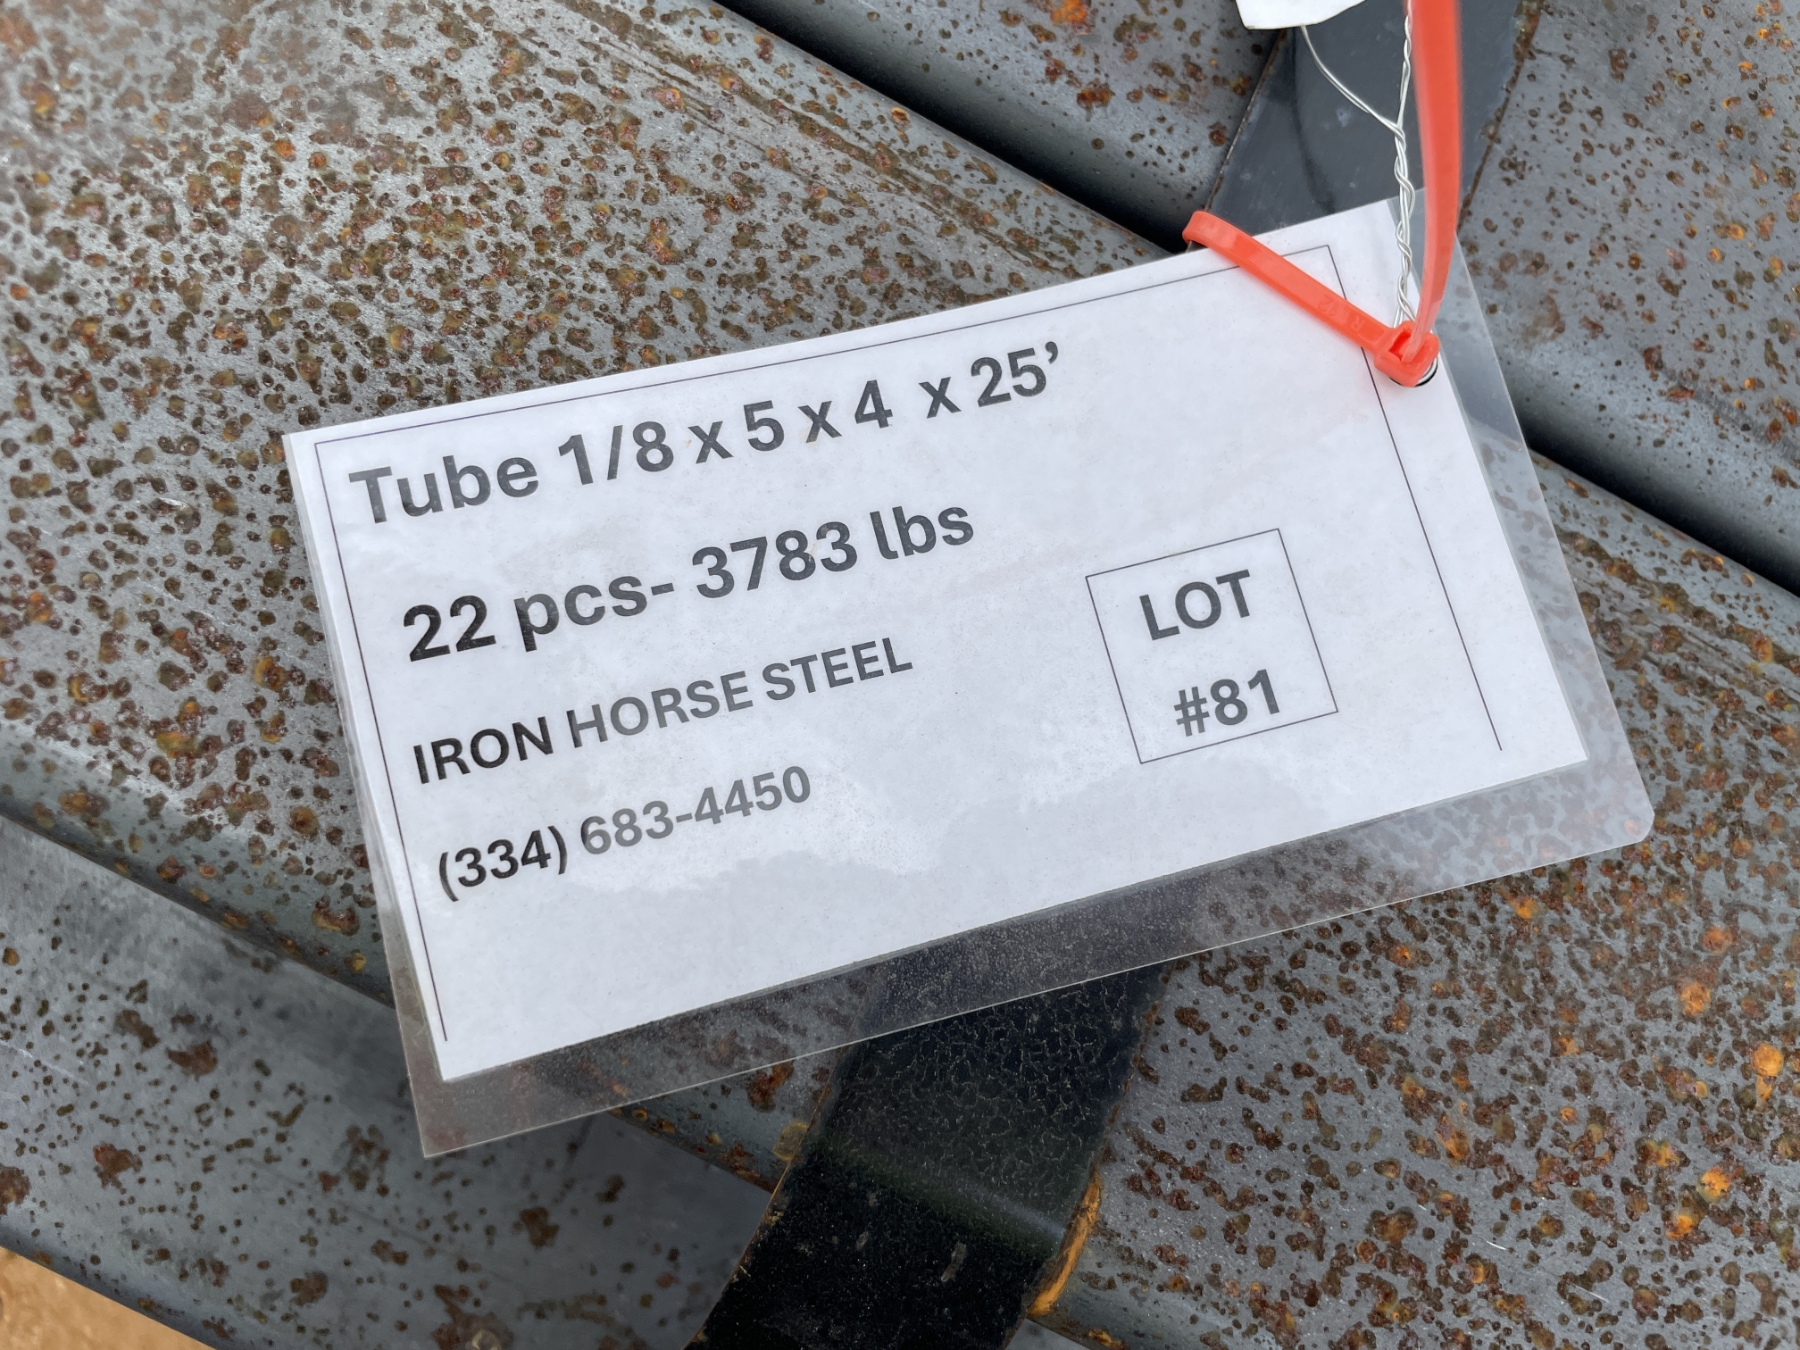 Tube 1/8 x 5 x 4 x 25’
22 pcs- 3783 lbs
IRON HORSE STEEL
(334) 683-4450
LOT
#81